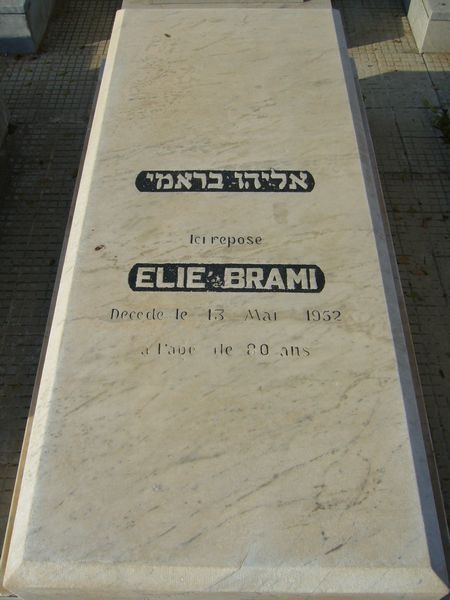 אליהו בראמי
Ici repose
ELIE BRAMI
Decede le 13 Mai 1952
a l'age de 80 ans